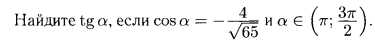 Найдите tg α, если cos α = −4/√65 и α ∈ (π; 3π/2).